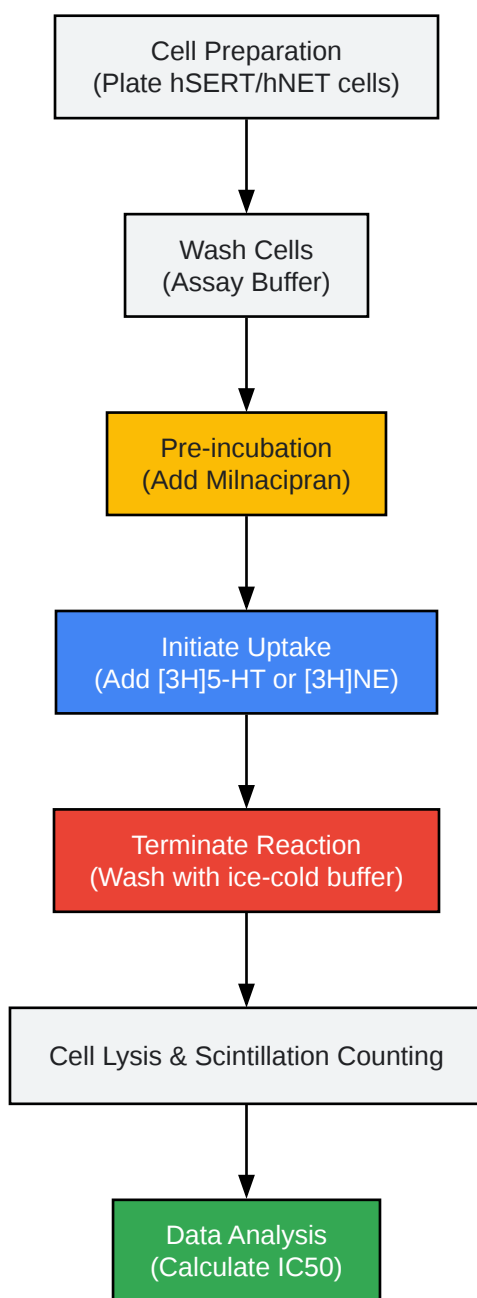 Cell Preparation
(Plate hSERT/hNET cells)
Wash Cells
(Assay Buffer)
Pre-incubation
(Add Milnacipran)
Initiate Uptake
(Add [3H]5-HT or [3H]NE)
Terminate Reaction
(Wash with ice-cold buffer)
Cell Lysis & Scintillation Counting
Data Analysis
(Calculate IC50)